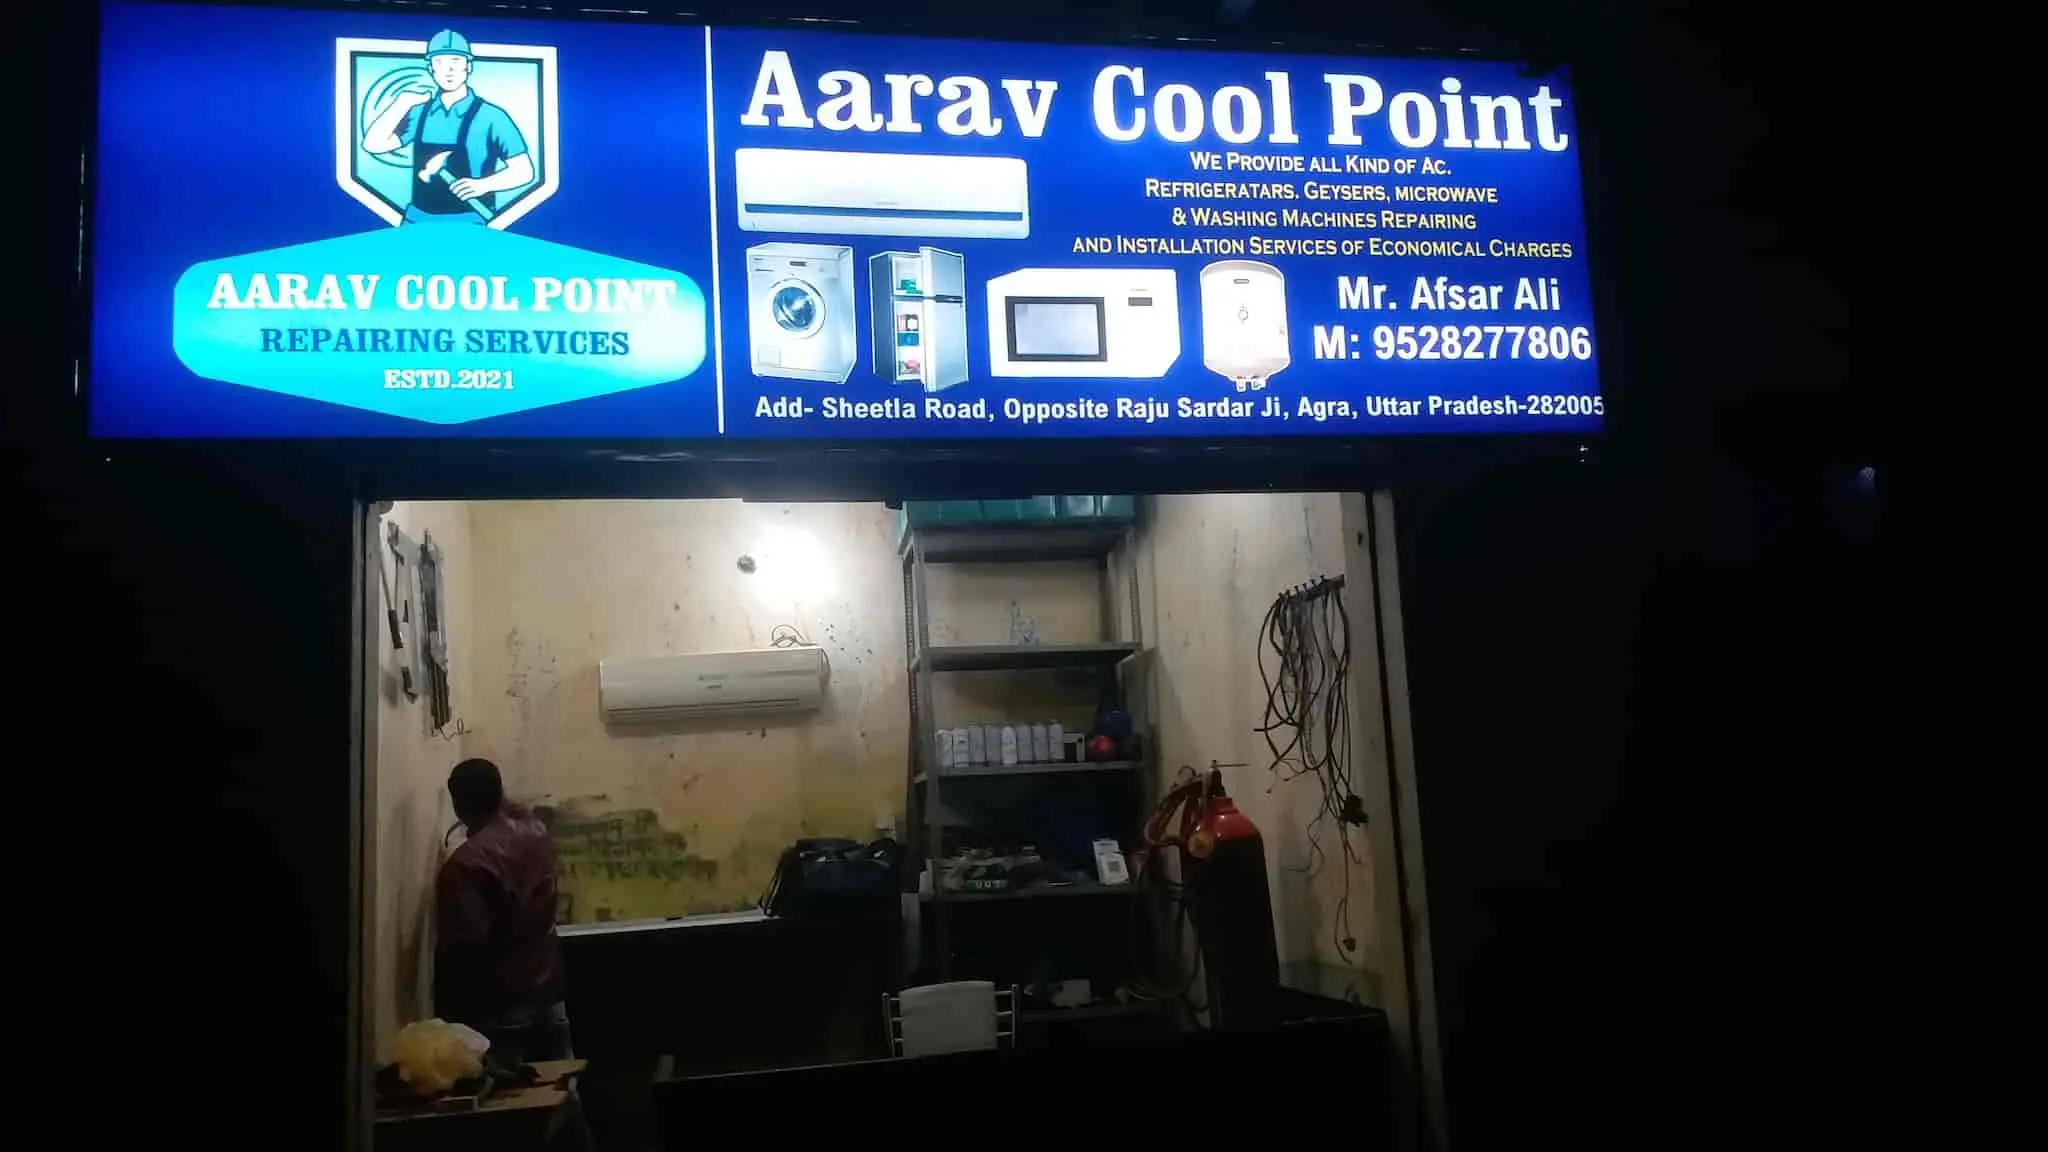 AARAV COOL POINT
REPAIRING SERVICES
ESTD.2021
Aarav Cool Point
WE PROVIDE ALL KIND OF AC.
REFRIGERATARS. GEYSERS, MICROWAVE
& WASHING MACHINES REPAIRING
AND INSTALLATION SERVICES OF ECONOMICAL CHARGES
Mr. Afsar Ali
M: 9528277806
Add- Sheetla Road, Opposite Raju Sardar Ji, Agra, Uttar Pradesh-282005